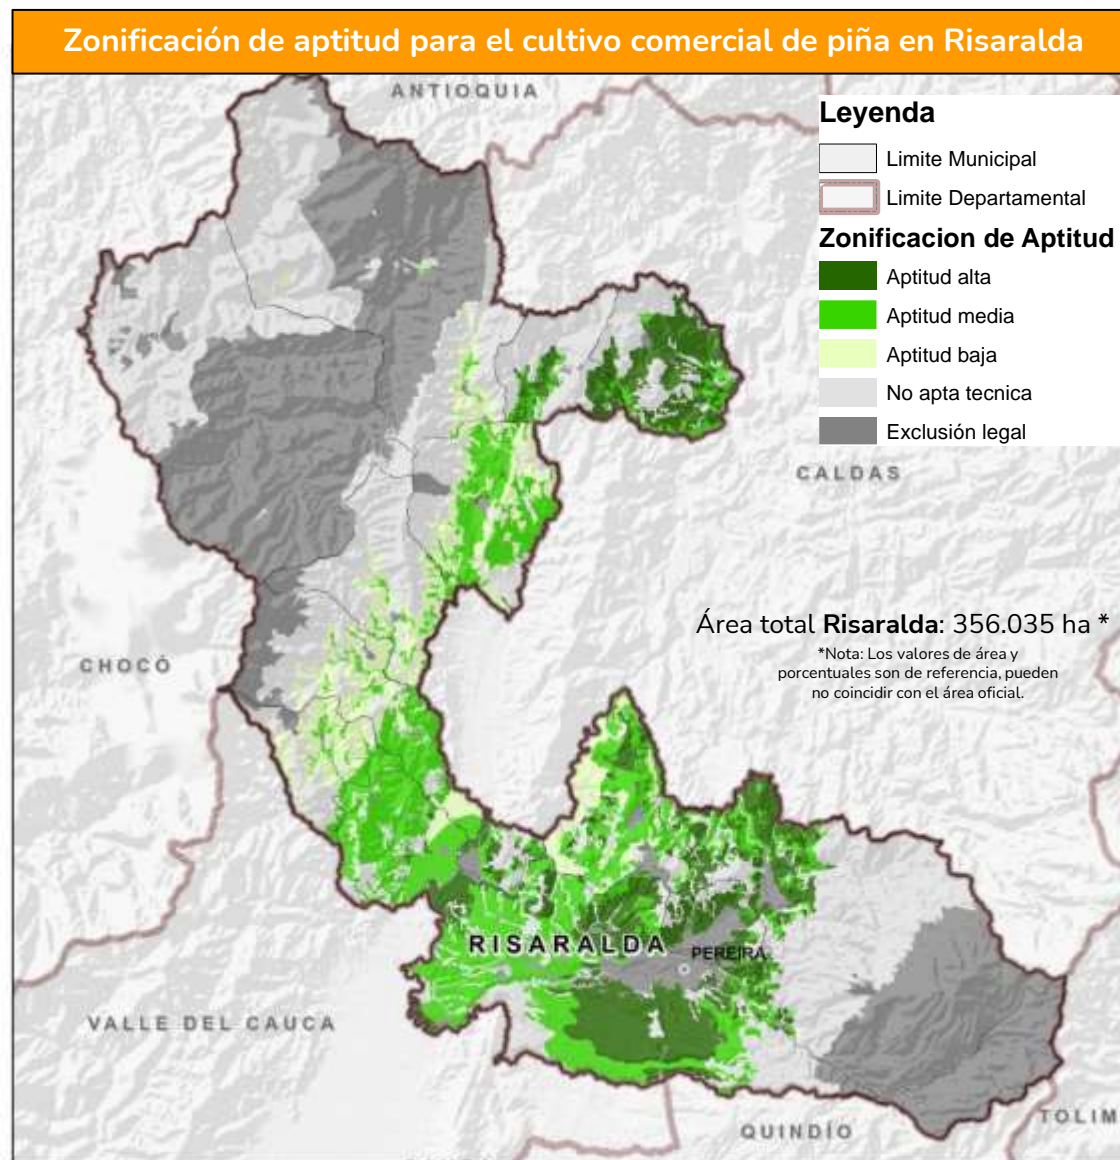 Zonificación de aptitud para el cultivo comercial de piña en Risaralda
ANTIOQUIA
Leyenda
Limite Municipal
Limite Departamental
Zonificacion de Aptitud
Aptitud alta
Aptitud media
Aptitud baja
No apta tecnica
Exclusión legal
CALDAS
Área total Risaralda: 356.035 ha *
*Nota: Los valores de área y
porcentuales son de referencia, pueden
no coincidir con el área oficial.
CHOCÓ
RISARALDA
PEREIRA
VALLE DEL CAUCA
QUINDÍO
TOLIM